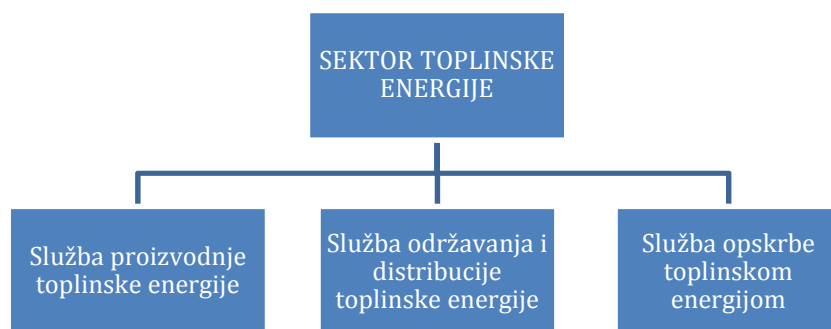 SEKTOR TOPLINSKE
ENERGIJE
Služba proizvodnje
toplinske energije
Služba održavanja i
distribucije
toplinske energije
Služba opskrbe
toplinskom
energijom